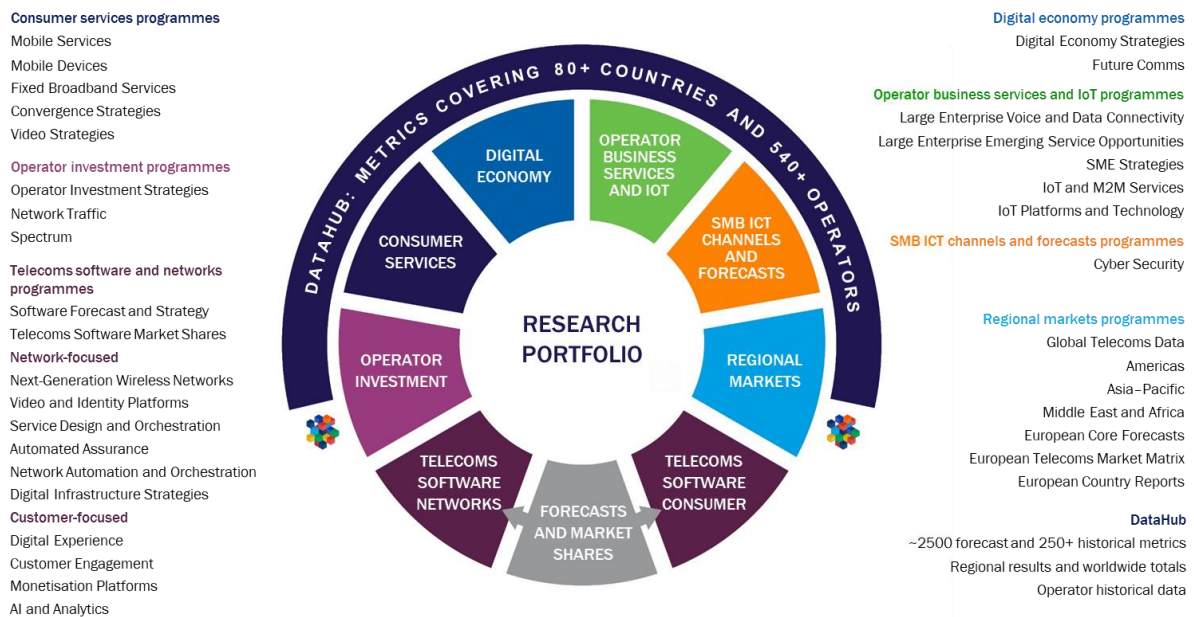 Consumer services programmes
Mobile Services
Mobile Devices
Fixed Broadband Services
Convergence Strategies
Video Strategies
Operator investment programmes
Operator Investment Strategies
Network Traffic
Spectrum
Telecoms software and networks
programmes
Software Forecast and Strategy
Telecoms Software Market Shares
Network-focused
Next-Generation Wireless Networks
Video and Identity Platforms
Service Design and Orchestration
Automated Assurance
Network Automation and Orchestration
Digital Infrastructure Strategies
Customer-focused
Digital Experience
Customer Engagement
Monetisation Platforms
AI and Analytics
DATAHUB: METRICS COVERING 80+ COUNTRIES AND 540+ OPERATORS
DIGITAL
ECONOMY
OPERATOR
BUSINESS
SERVICES
AND IOT
CONSUMER
SERVICES
SMB ICT
CHANNELS
AND
FORECASTS
RESEARCH
PORTFOLIO
OPERATOR
INVESTMENT
REGIONAL
MARKETS
TELECOMS
SOFTWARE
NETWORKS
FORECASTS
AND MARKET
SHARES
TELECOMS
SOFTWARE
CONSUMER
Digital economy programmes
Digital Economy Strategies
Future Comms
Operator business services and IoT programmes
Large Enterprise Voice and Data Connectivity
Large Enterprise Emerging Service Opportunities
SME Strategies
IoT and M2M Services
IoT Platforms and Technology
SMB ICT channels and forecasts programmes
Cyber Security
Regional markets programmes
Global Telecoms Data
Americas
Asia–Pacific
Middle East and Africa
European Core Forecasts
European Telecoms Market Matrix
European Country Reports
DataHub
~2500 forecast and 250+ historical metrics
Regional results and worldwide totals
Operator historical data